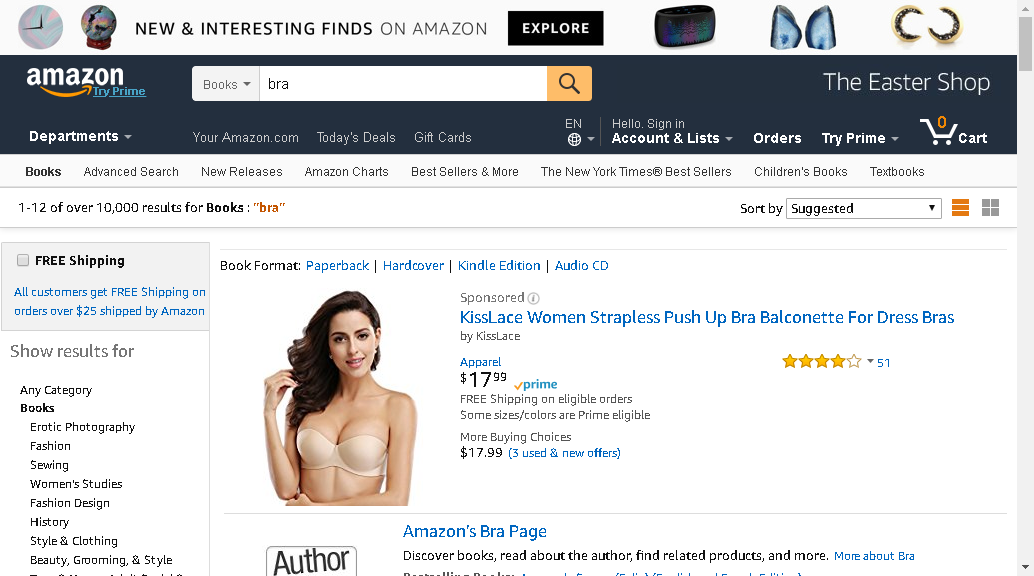 NEW & INTERESTING FINDS ON AMAZON
EXPLORE
amazon
Try Prime
Books
bra
The Easter Shop
Departments
Your Amazon.com
Today's Deals
Gift Cards
EN
Hello. Sign in
Account & Lists
Orders
Try Prime
0
Cart
Books
Advanced Search
New Releases
Amazon Charts
Best Sellers & More
The New York Times® Best Sellers
Children's Books
Textbooks
1-12 of over 10,000 results for Books : "bra"
Sort by
Suggested
FREE Shipping
All customers get FREE Shipping on
orders over $25 shipped by Amazon
Show results for
Any Category
Books
Erotic Photography
Fashion
Sewing
Women's Studies
Fashion Design
History
Style & Clothing
Beauty, Grooming, & Style
Book Format: Paperback | Hardcover | Kindle Edition | Audio CD
Sponsored
KissLace Women Strapless Push Up Bra Balconette For Dress Bras
by KissLace
Apparel
$17 99
prime
51
FREE Shipping on eligible orders
Some sizes/colors are Prime eligible
More Buying Choices
$17.99 (3 used & new offers)
Author
Amazon's Bra Page
Discover books, read about the author, find related products, and more. More about Bra